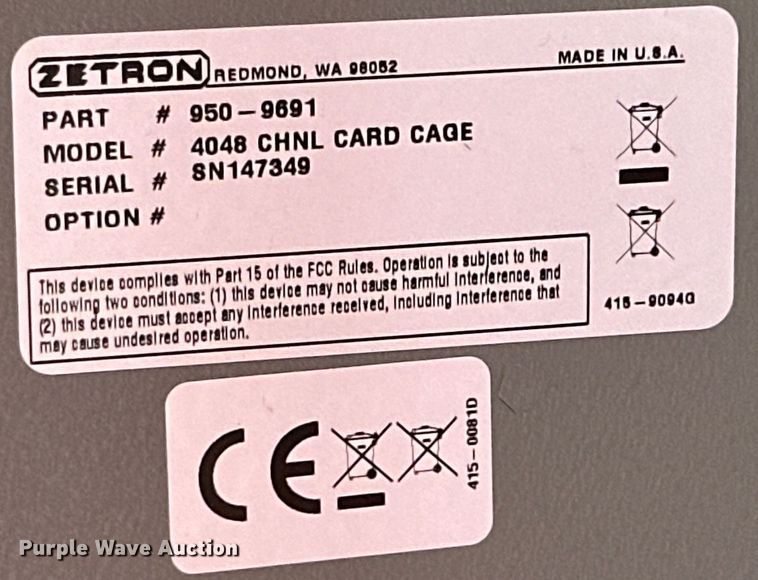 ZETRON REDMOND, WA 98052 MADE IN U.S.A.
PART # 950-9691
MODEL # 4048 CHNL CARD CAGE
SERIAL # SN147349
OPTION #
This device complies with Part 15 of the FCC Rules. Operation is subject to the
following two conditions: (1) this device may not cause harmful interference, and
(2) this device must accept any interference received, including interference that
may cause undesired operation.
415-9094G
CE
415-0081D
Purple Wave Auction